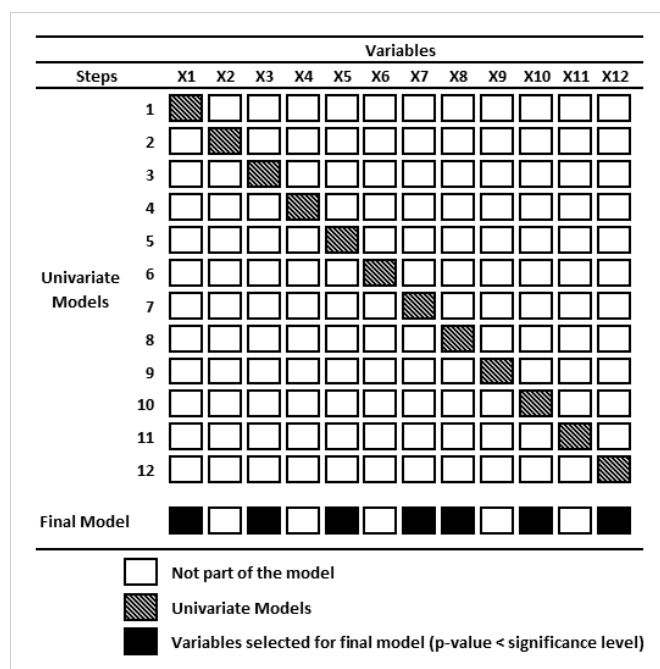 Variables
Steps X1 X2 X3 X4 X5 X6 X7 X8 X9 X10 X11 X12
1
2
3
4
5
6
Univariate
Models
7
8
9
10
11
12
Final Model
Not part of the model
Univariate Models
Variables selected for final model (p-value < significance level)